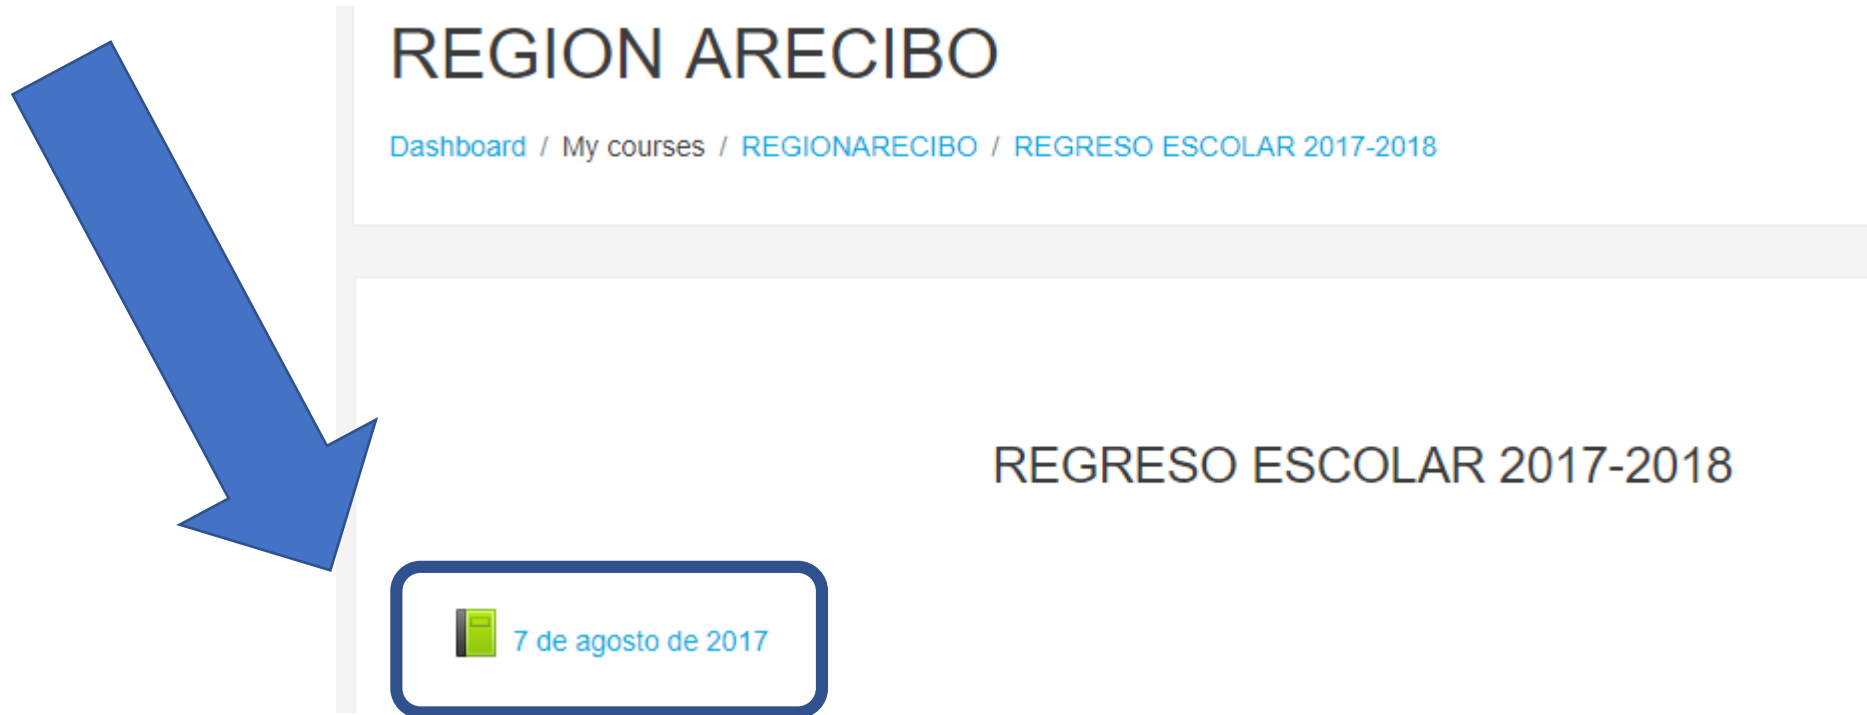 REGION ARECIBO
Dashboard / My courses / REGIONARECIBO / REGRESO ESCOLAR 2017-2018
REGRESO ESCOLAR 2017-2018
7 de agosto de 2017